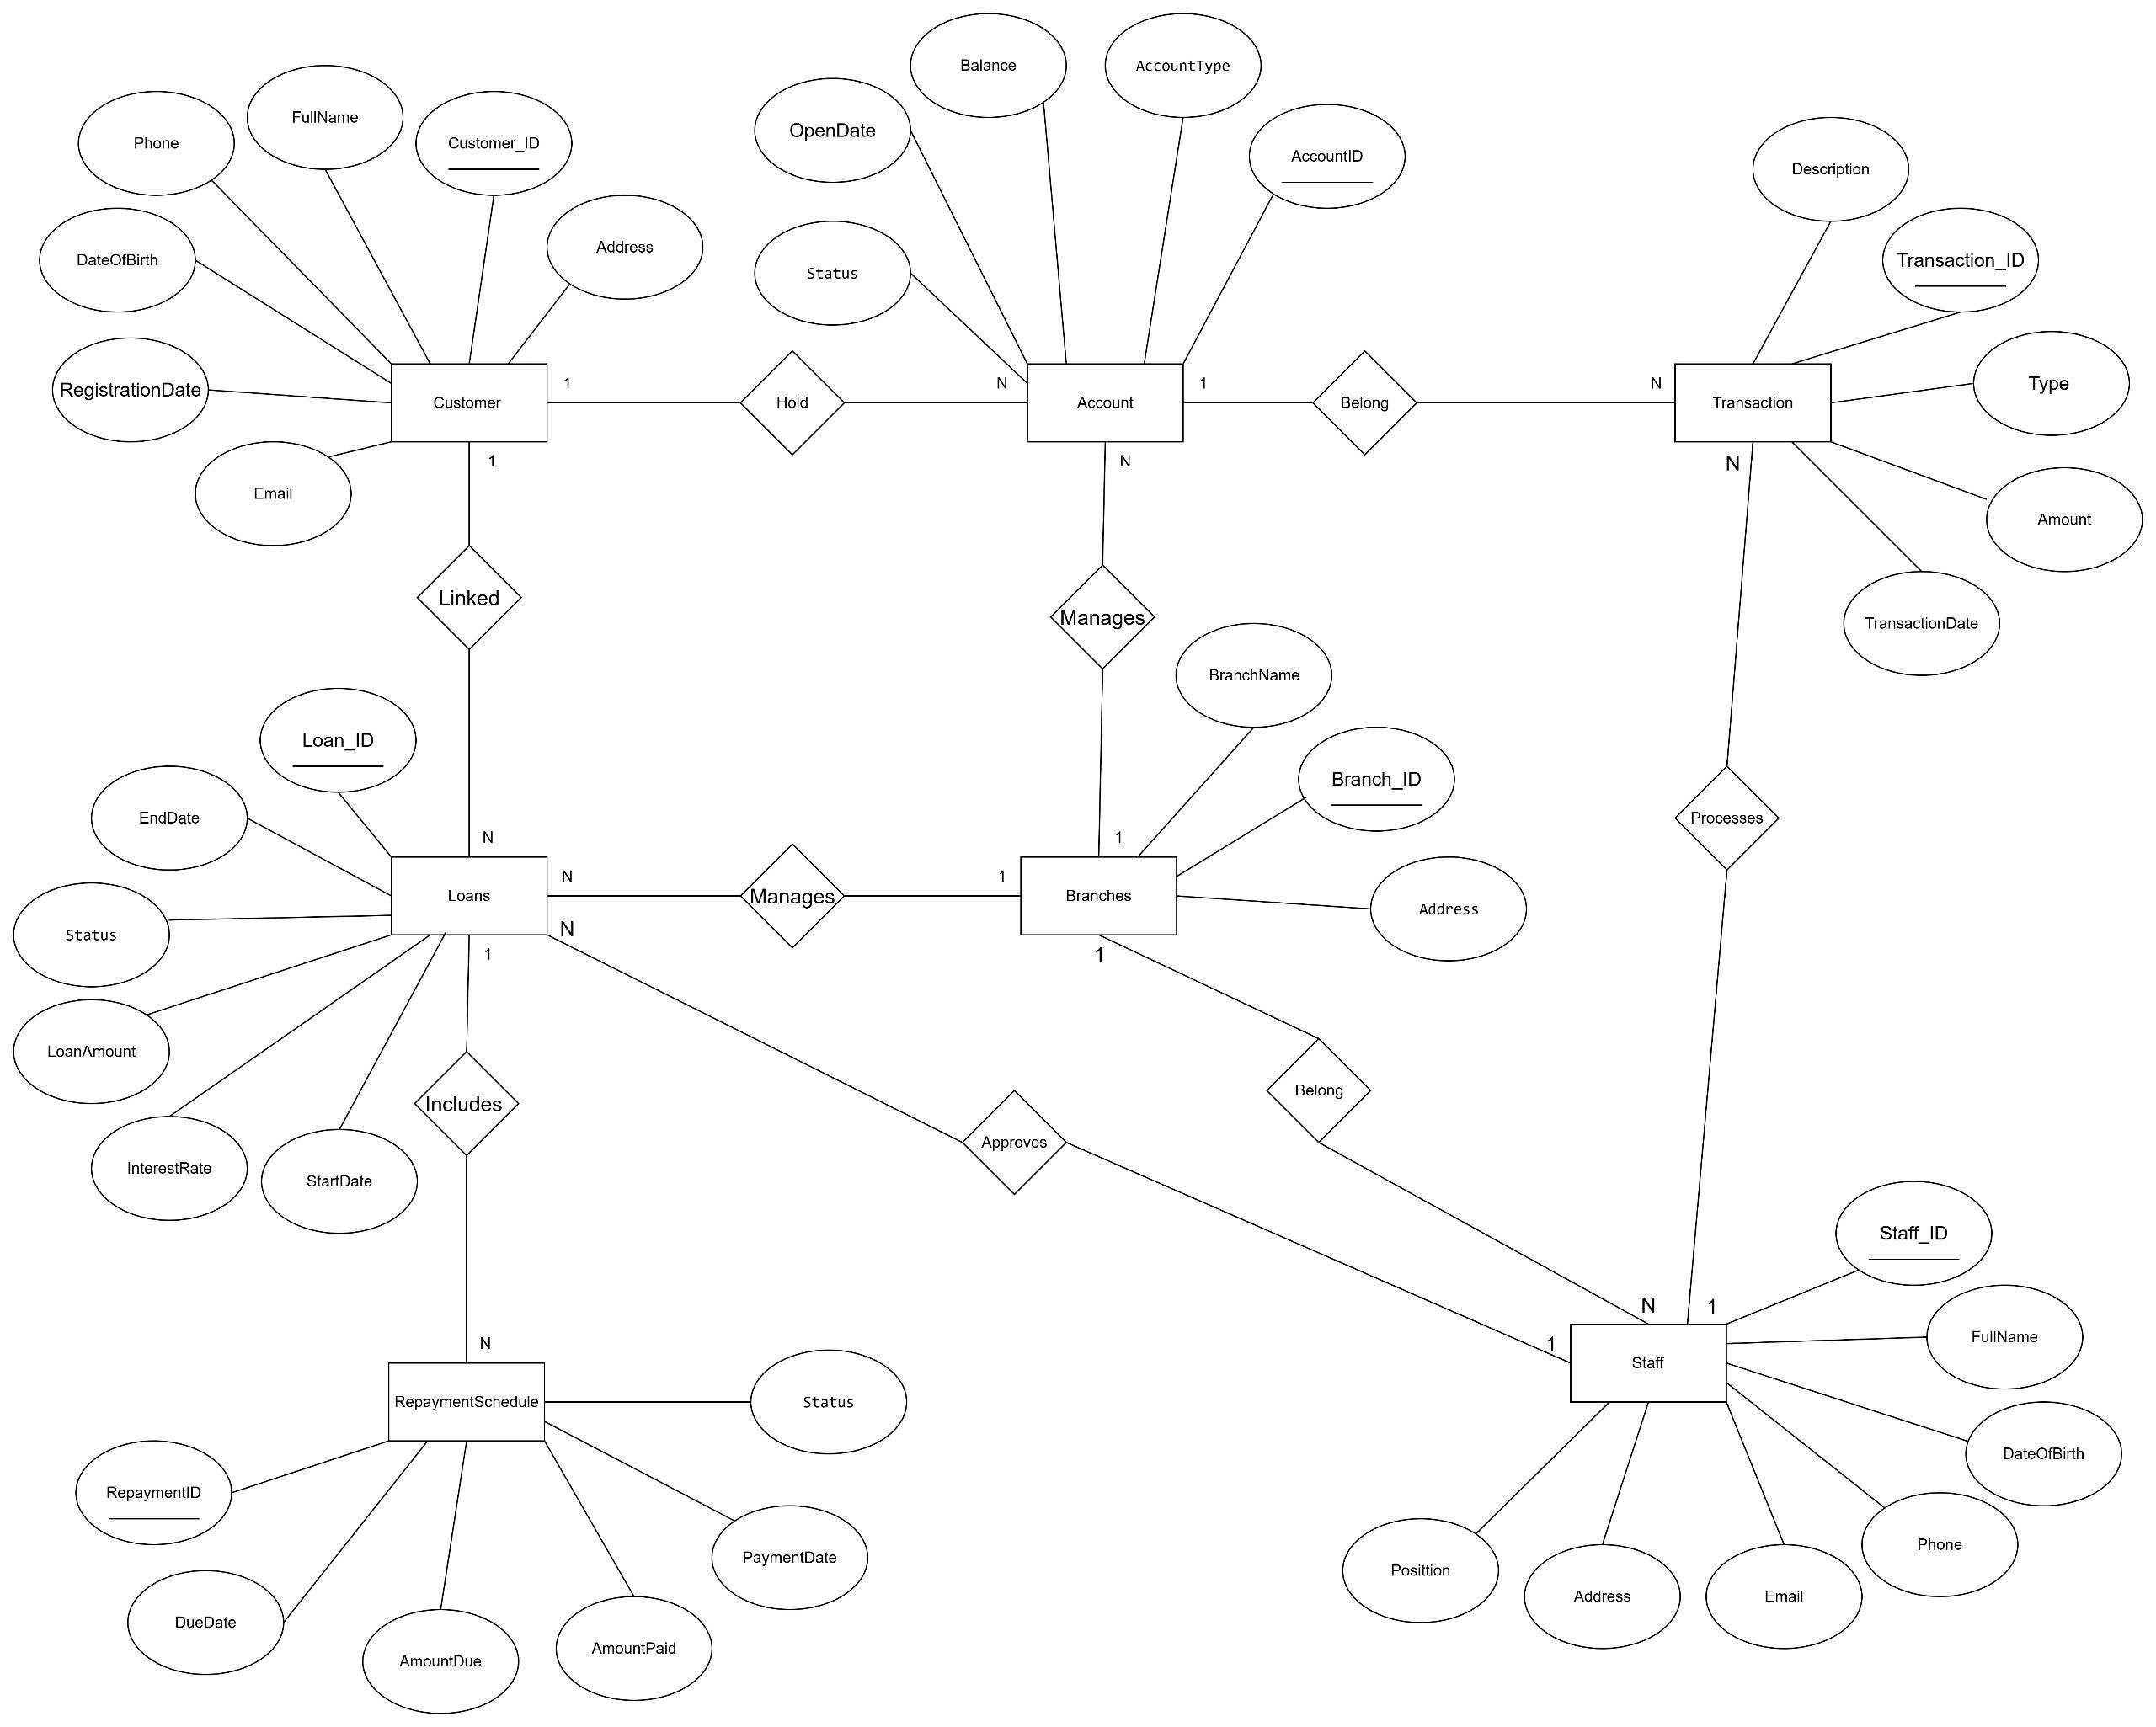 Balance
AccountType
FullName
Phone
Customer_ID
OpenDate
AccountID
Description
Address
DateOfBirth
Status
Transaction_ID
RegistrationDate
Type
1
N
1
N
Customer
Hold
Account
Belong
Transaction
1
N
N
Email
Amount
Linked
Manages
TransactionDate
BranchName
Loan_ID
Branch_ID
EndDate
Processes
N
1
N
1
Loans
Manages
Branches
Address
Status
N
1
1
LoanAmount
Includes
Belong
Approves
InterestRate
StartDate
Staff_ID
N
1
N
1
FullName
Staff
RepaymentSchedule
Status
DateOfBirth
RepaymentID
PaymentDate
Phone
Posittion
Address
Email
DueDate
AmountDue
AmountPaid